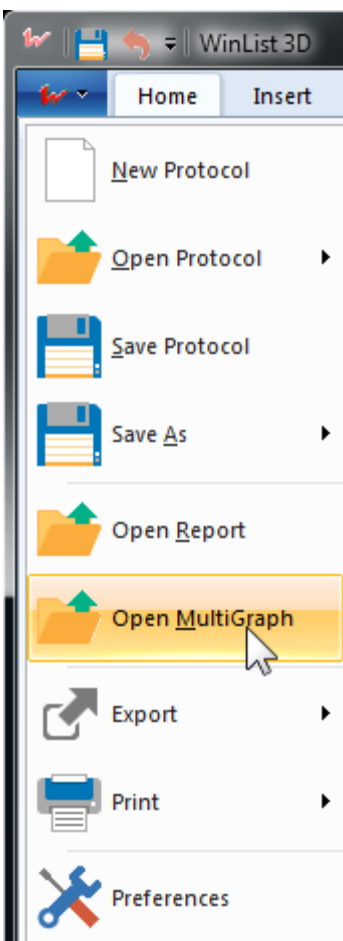 WinList 3D
Home Insert
New Protocol
Open Protocol
Save Protocol
Save As
Open Report
Open MultiGraph
Export
Print
Preferences